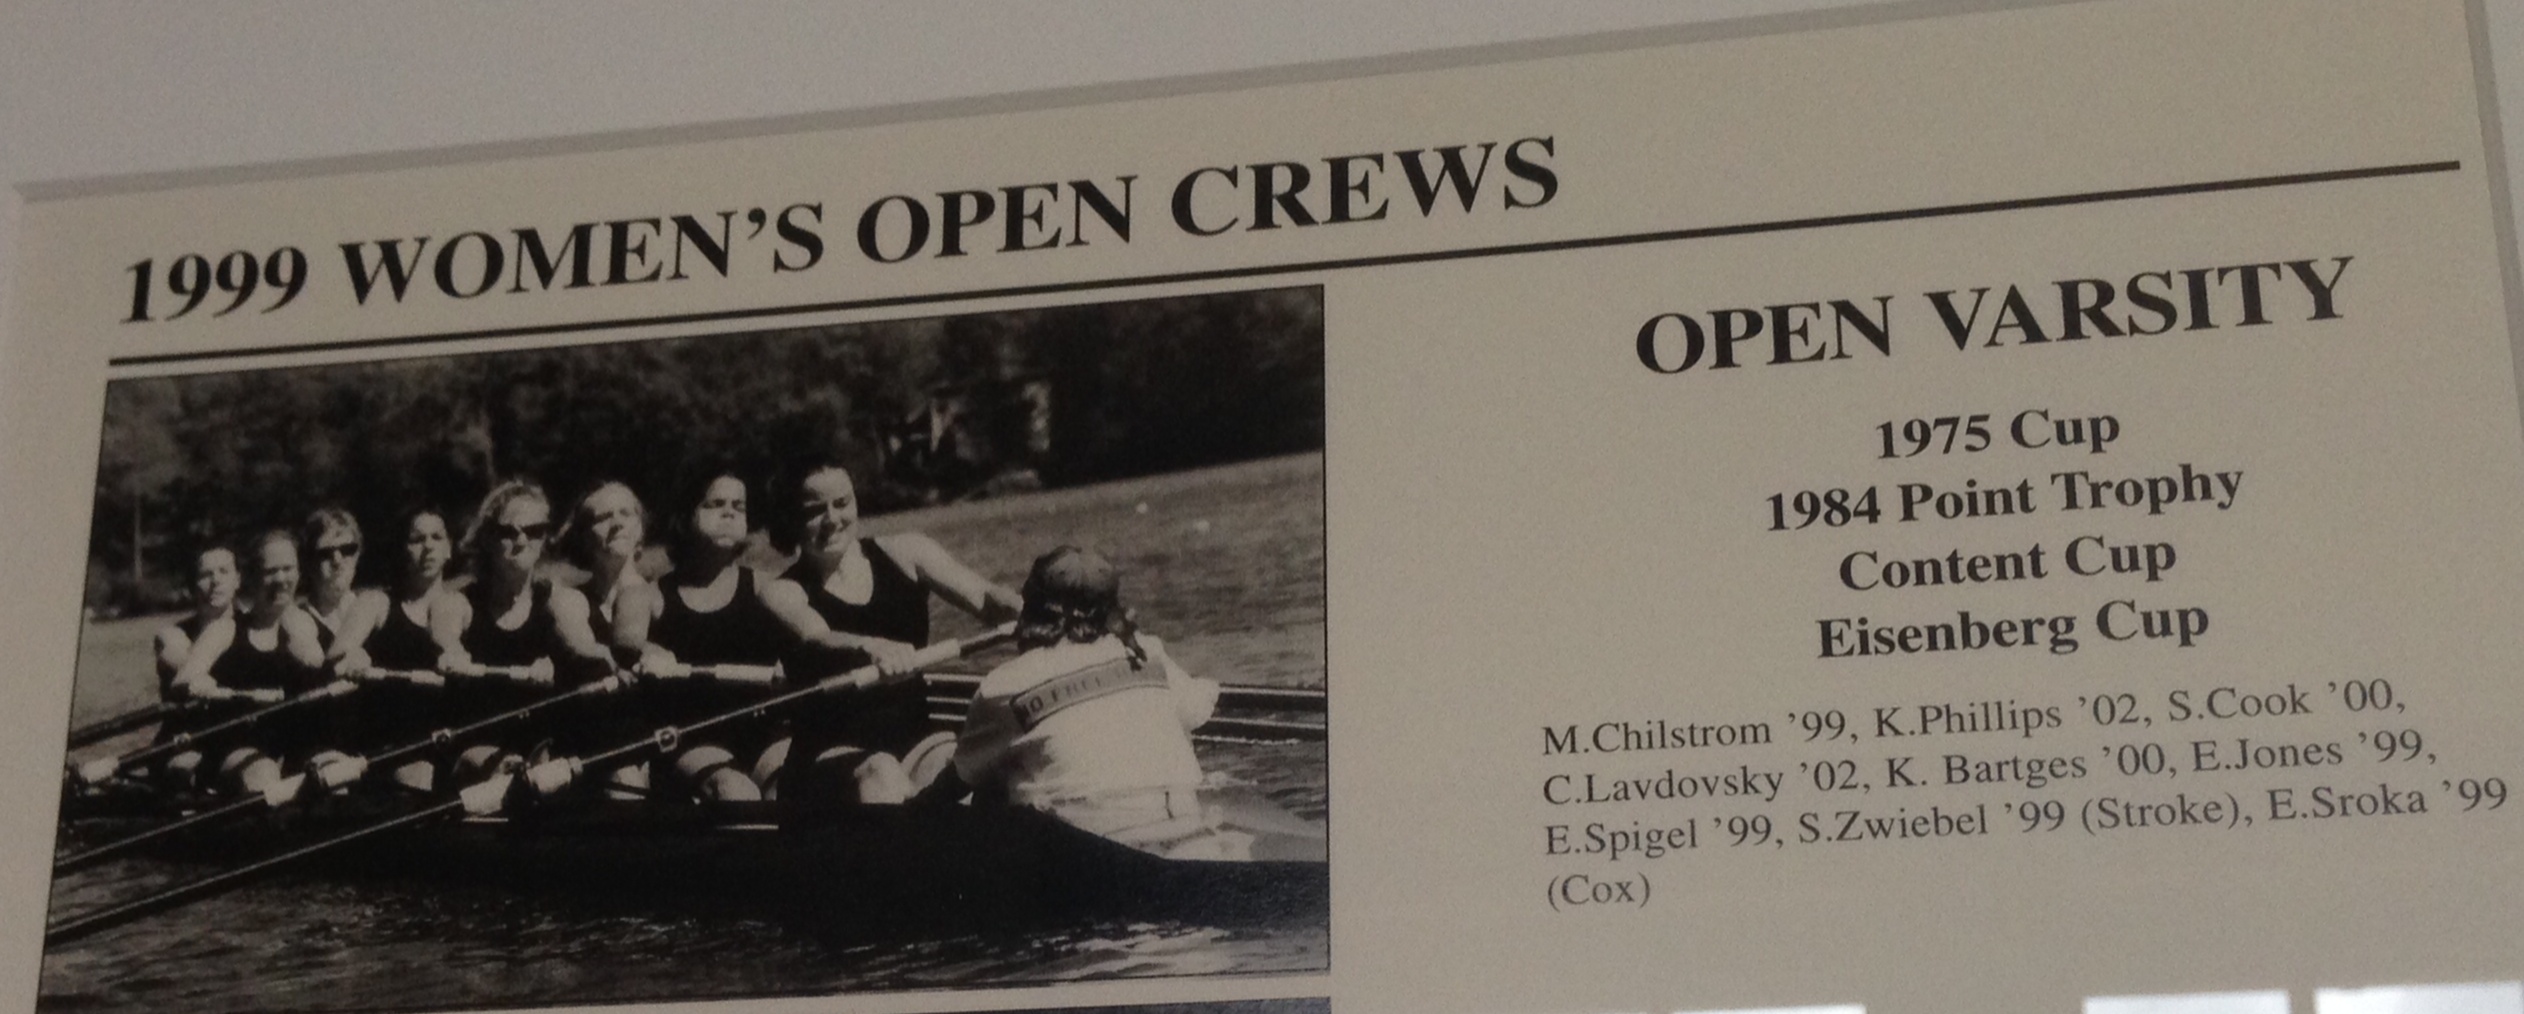 1999 WOMEN’S OPEN CREWS
OPEN VARSITY
1975 Cup
1984 Point Trophy
Content Cup
Eisenberg Cup
M.Chilstrom ’99, K.Phillips ’02, S.Cook ’00,
C.Lavdovsky ’02, K. Bartges ’00, E.Jones ’99,
E.Spigel ’99, S.Zwiebel ’99 (Stroke), E.Sroka ’99
(Cox)